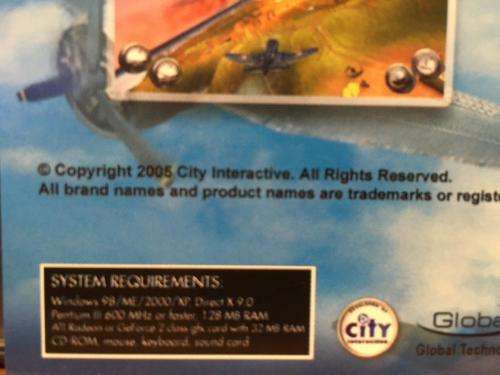 © Copyright 2005 City Interactive. All Rights Reserved.
All brand names and product names are trademarks or registe
SYSTEM REQUIREMENTS:
Windows 98/ME/2000/XP, Direct X 9.0
Pentium III 600 MHz or faster, 128 MB RAM
ATI Radeon or GeForce 2 class gfx card with 32 MB RAM
CD-ROM, mouse, keyboard, sound card
CiTY
interactive
Globa
Global Techno